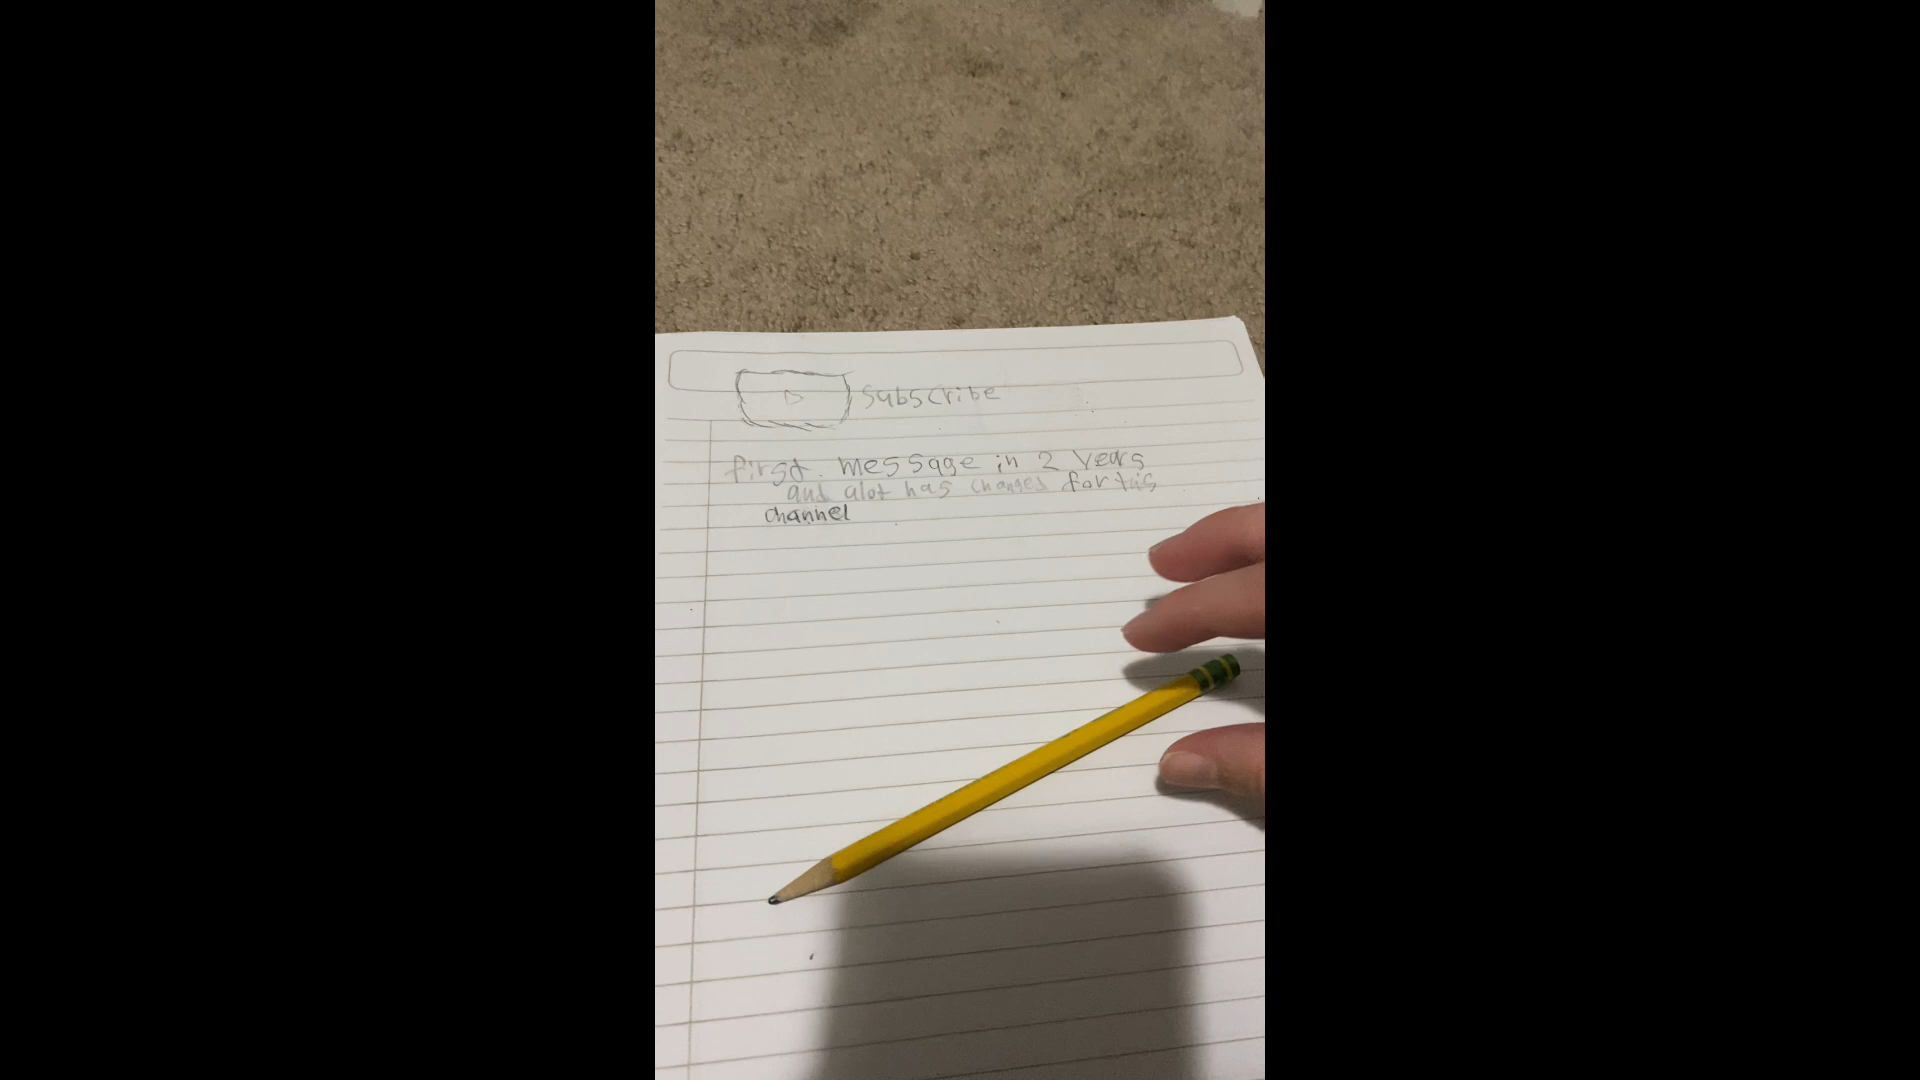 Subscribe
first. message in 2 years
and alot has changes for this
channel